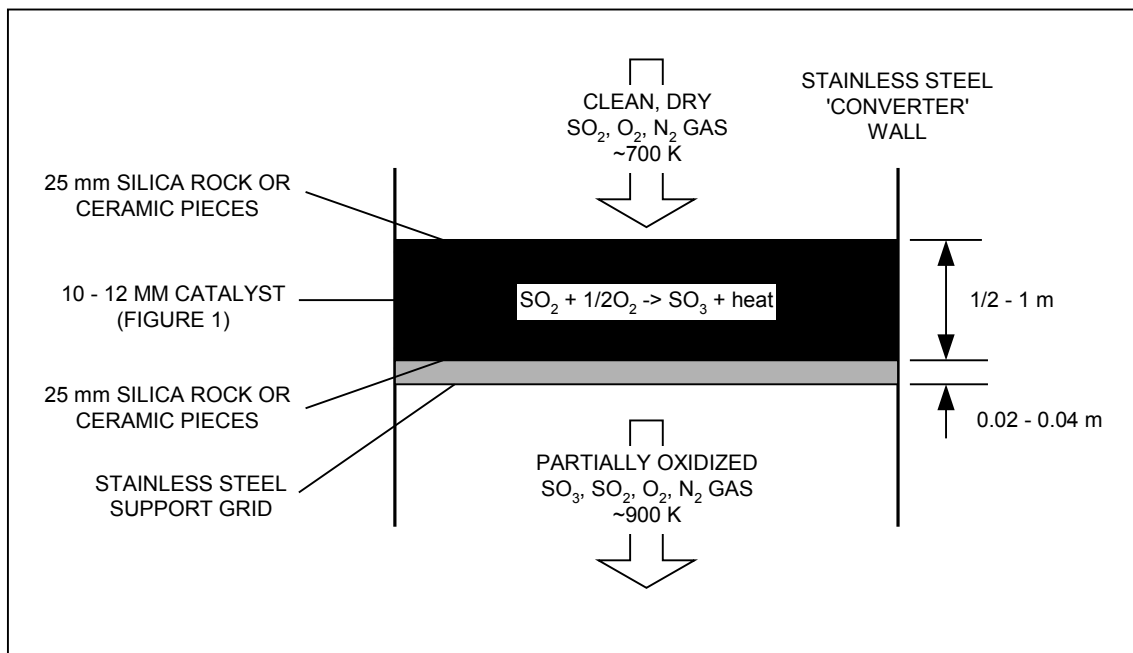 CLEAN, DRY
SO₂, O₂, N₂ GAS
~700 K
STAINLESS STEEL
'CONVERTER'
WALL
25 mm SILICA ROCK OR
CERAMIC PIECES
10 - 12 MM CATALYST
(FIGURE 1)
SO₂ + 1/2O₂ -> SO₃ + heat
1/2 - 1 m
25 mm SILICA ROCK OR
CERAMIC PIECES
0.02 - 0.04 m
STAINLESS STEEL
SUPPORT GRID
PARTIALLY OXIDIZED
SO₃, SO₂, O₂, N₂ GAS
~900 K